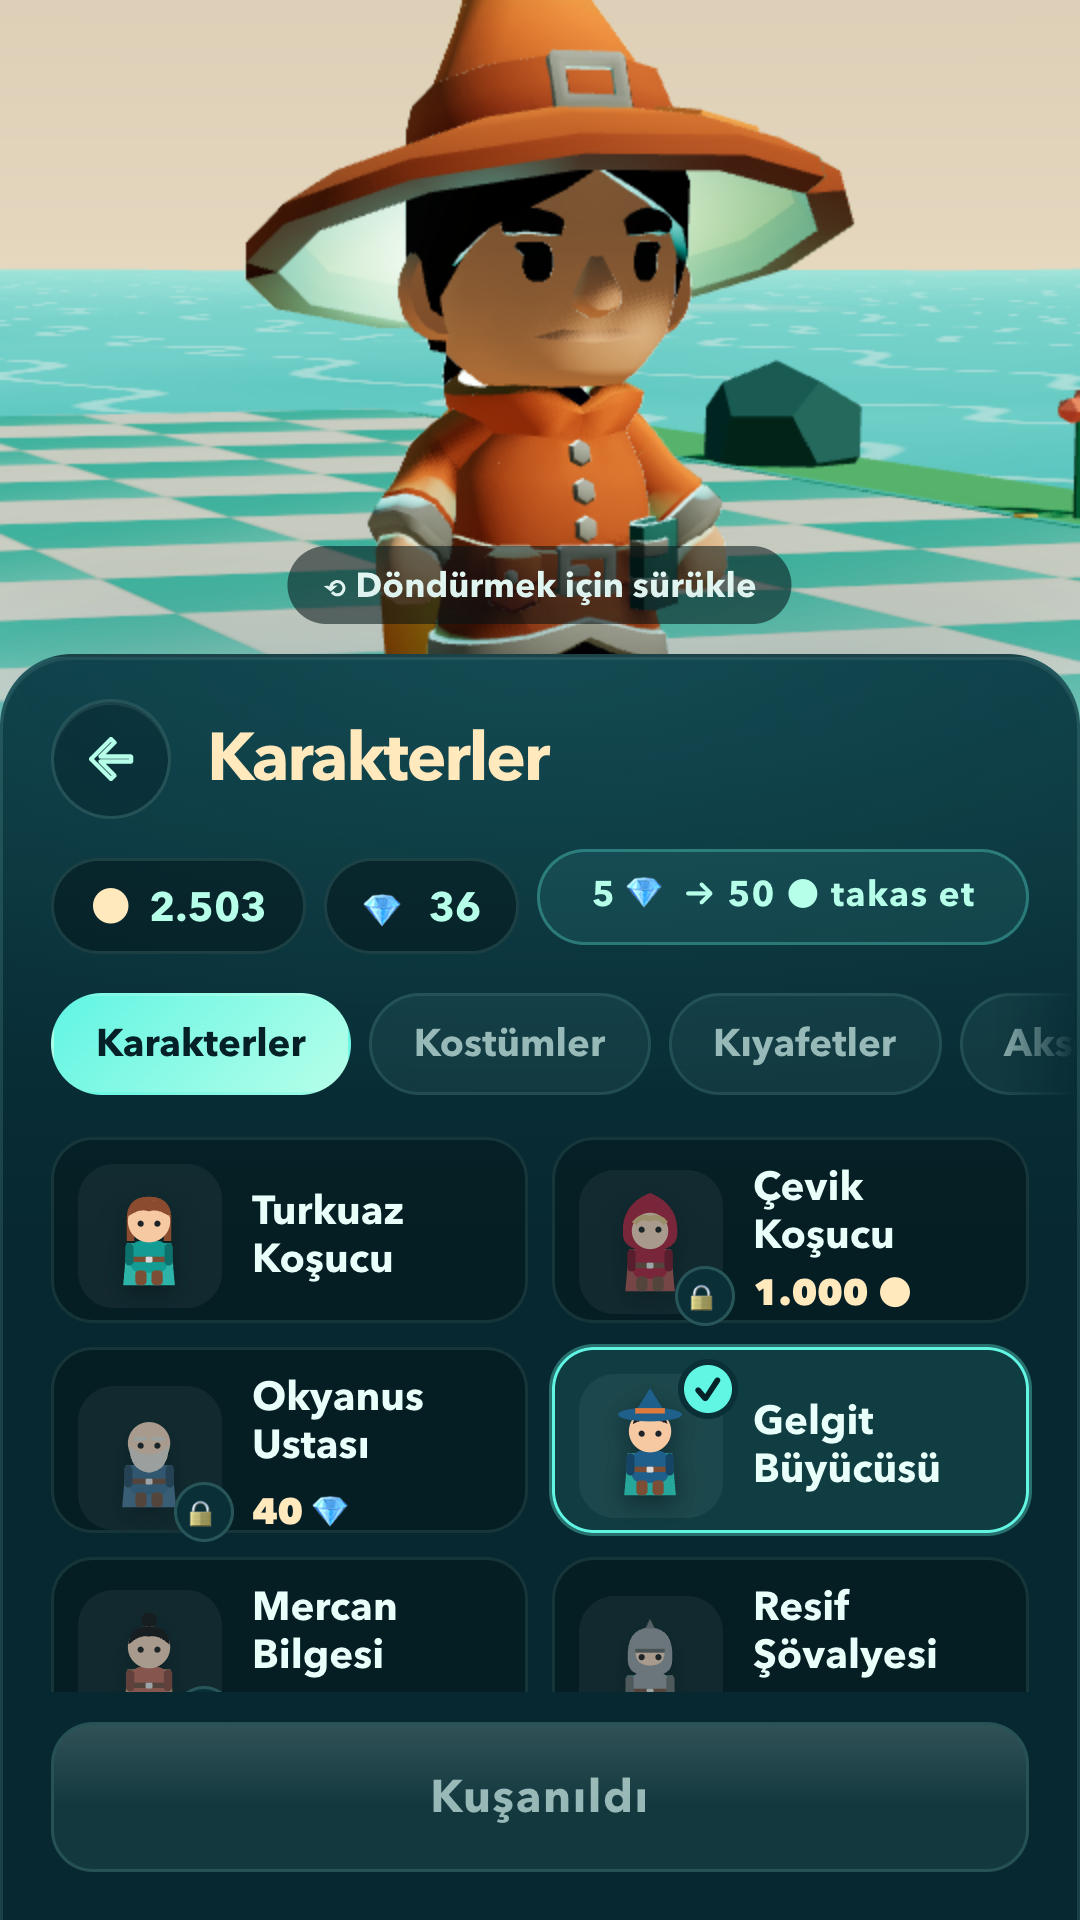 ⟲ Döndürmek için sürükle
Karakterler
2.503
36
5 💎 → 50 takas et
Karakterler
Kostümler
Kıyafetler
Aks
Turkuaz
Koşucu
Çevik
Koşucu
1.000
Okyanus
Ustası
40 💎
Gelgit
Büyücüsü
Mercan
Bilgesi
Resif
Şövalyesi
Kuşanıldı